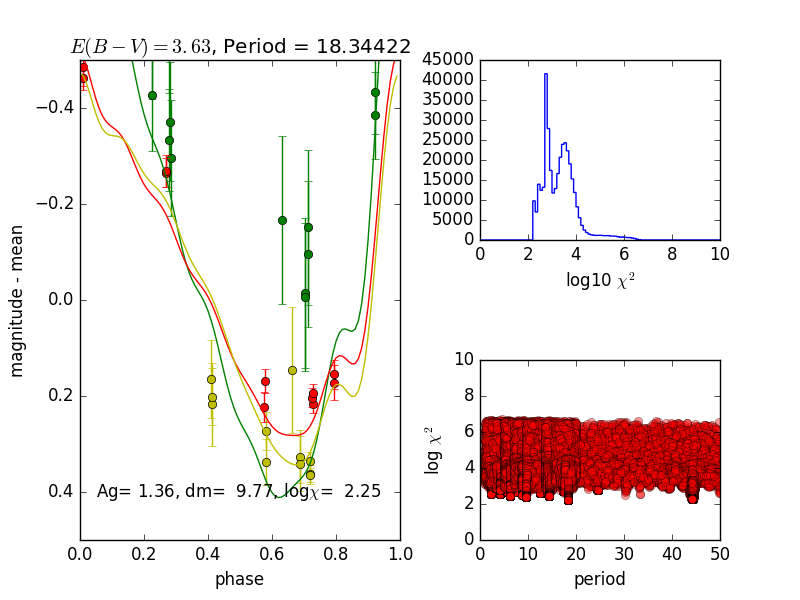 E(B − V) = 3.63, Period = 18.34422
magnitude - mean
−0.4
−0.2
0.0
0.2
0.4
Ag= 1.36, dm= 9.77, logχ= 2.25
0.0 0.2 0.4 0.6 0.8 1.0
phase
45000
40000
35000
30000
25000
20000
15000
10000
5000
0
0 2 4 6 8 10
log10 χ²
log χ²
10
8
6
4
2
0
0 10 20 30 40 50
period